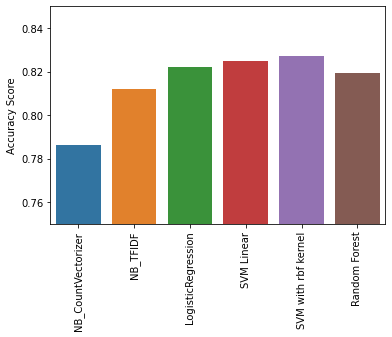 Accuracy Score
0.84
0.82
0.80
0.78
0.76
NB_CountVectorizer
NB_TFIDF
LogisticRegression
SVM Linear
SVM with rbf kernel
Random Forest